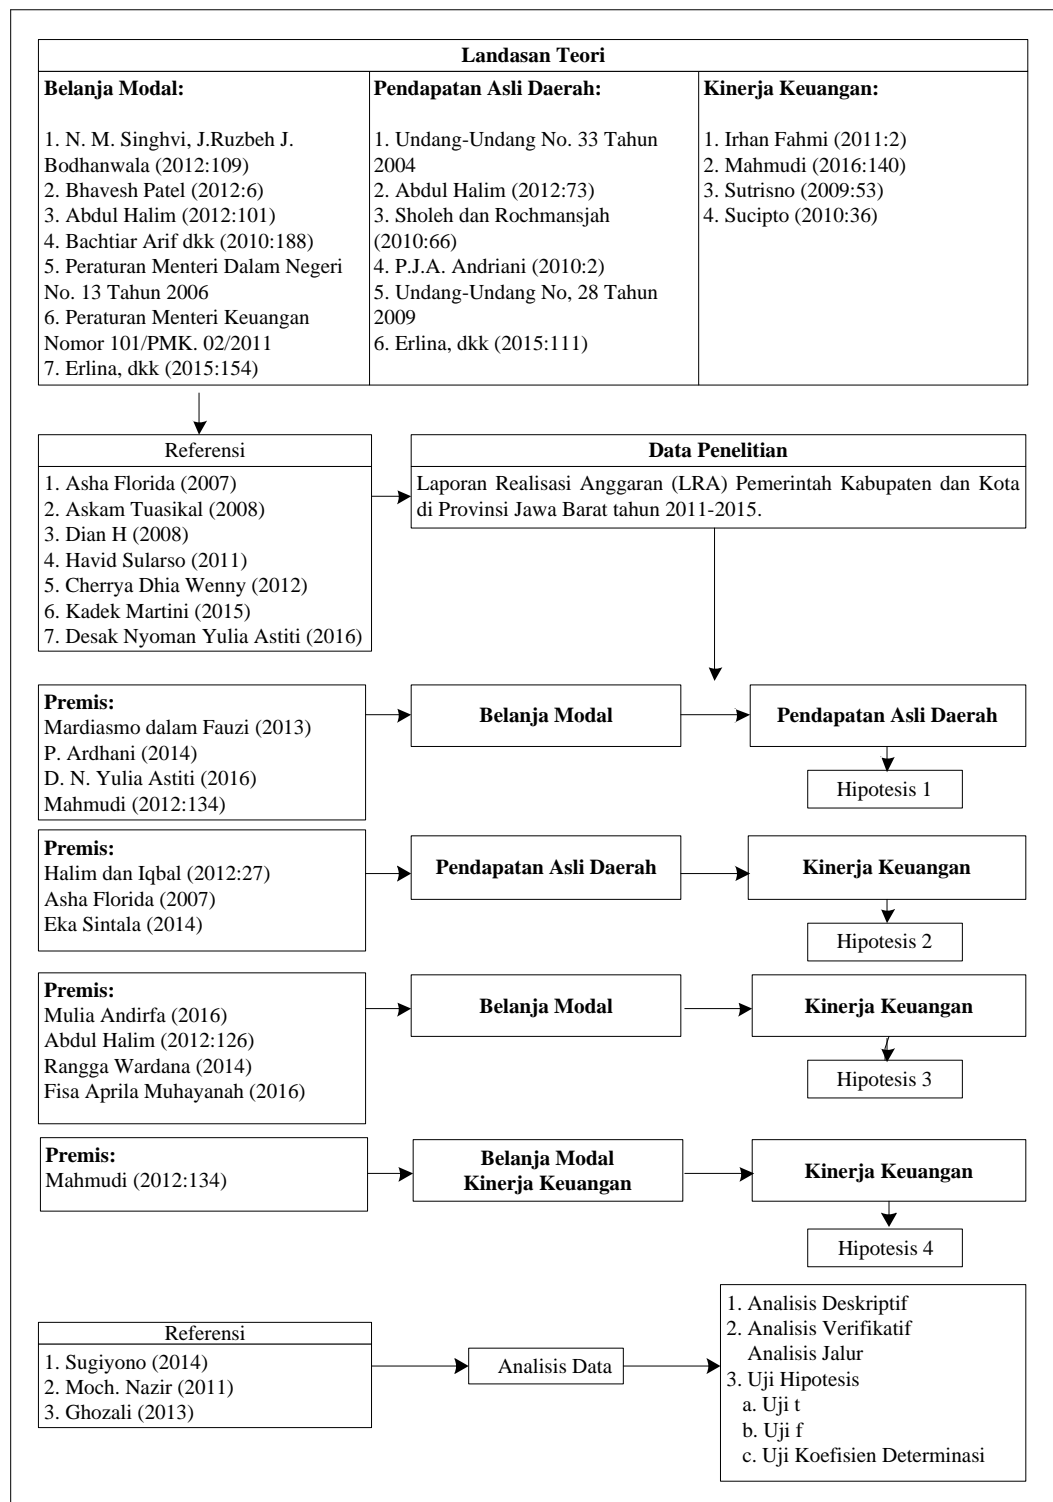 Landasan Teori
Belanja Modal:
1. N. M. Singhvi, J.Ruzbeh J.
Bodhanwala (2012:109)
2. Bhavesh Patel (2012:6)
3. Abdul Halim (2012:101)
4. Bachtiar Arif dkk (2010:188)
5. Peraturan Menteri Dalam Negeri
No. 13 Tahun 2006
6. Peraturan Menteri Keuangan
Nomor 101/PMK. 02/2011
7. Erlina, dkk (2015:154)
Pendapatan Asli Daerah:
1. Undang-Undang No. 33 Tahun
2004
2. Abdul Halim (2012:73)
3. Sholeh dan Rochmansjah
(2010:66)
4. P.J.A. Andriani (2010:2)
5. Undang-Undang No, 28 Tahun
2009
6. Erlina, dkk (2015:111)
Kinerja Keuangan:
1. Irhan Fahmi (2011:2)
2. Mahmudi (2016:140)
3. Sutrisno (2009:53)
4. Sucipto (2010:36)
Referensi
1. Asha Florida (2007)
2. Askam Tuasikal (2008)
3. Dian H (2008)
4. Havid Sularso (2011)
5. Cherrya Dhia Wenny (2012)
6. Kadek Martini (2015)
7. Desak Nyoman Yulia Astiti (2016)
Data Penelitian
Laporan Realisasi Anggaran (LRA) Pemerintah Kabupaten dan Kota
di Provinsi Jawa Barat tahun 2011-2015.
Premis:
Mardiasmo dalam Fauzi (2013)
P. Ardhani (2014)
D. N. Yulia Astiti (2016)
Mahmudi (2012:134)
Belanja Modal
Pendapatan Asli Daerah
Hipotesis 1
Premis:
Halim dan Iqbal (2012:27)
Asha Florida (2007)
Eka Sintala (2014)
Pendapatan Asli Daerah
Kinerja Keuangan
Hipotesis 2
Premis:
Mulia Andirfa (2016)
Abdul Halim (2012:126)
Rangga Wardana (2014)
Fisa Aprila Muhayanah (2016)
Belanja Modal
Kinerja Keuangan
Hipotesis 3
Premis:
Mahmudi (2012:134)
Belanja Modal
Kinerja Keuangan
Kinerja Keuangan
Hipotesis 4
Referensi
1. Sugiyono (2014)
2. Moch. Nazir (2011)
3. Ghozali (2013)
Analisis Data
1. Analisis Deskriptif
2. Analisis Verifikatif
Analisis Jalur
3. Uji Hipotesis
a. Uji t
b. Uji f
c. Uji Koefisien Determinasi